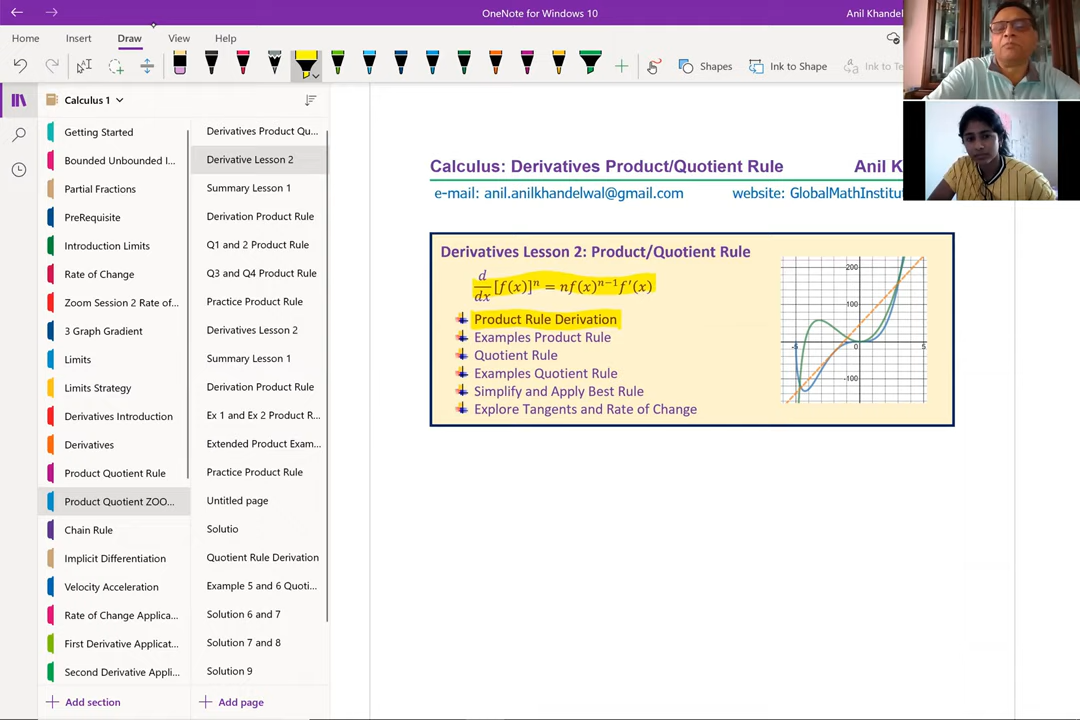 OneNote for Windows 10
Anil Khandel
Home Insert Draw View Help
Shapes Ink to Shape Ink to Te
Calculus 1
Getting Started
Bounded Unbounded I...
Partial Fractions
PreRequisite
Introduction Limits
Rate of Change
Zoom Session 2 Rate of...
3 Graph Gradient
Limits
Limits Strategy
Derivatives Introduction
Derivatives
Product Quotient Rule
Product Quotient ZOO...
Chain Rule
Implicit Differentiation
Velocity Acceleration
Rate of Change Applica...
First Derivative Applicat...
Second Derivative Appli...
Add section
Derivatives Product Qu...
Derivative Lesson 2
Summary Lesson 1
Derivation Product Rule
Q1 and 2 Product Rule
Q3 and Q4 Product Rule
Practice Product Rule
Derivatives Lesson 2
Summary Lesson 1
Derivation Product Rule
Ex 1 and Ex 2 Product R...
Extended Product Exam...
Practice Product Rule
Untitled page
Solutio
Quotient Rule Derivation
Example 5 and 6 Quoti...
Solution 6 and 7
Solution 7 and 8
Solution 9
Add page
Calculus: Derivatives Product/Quotient Rule Anil K
e-mail: anil.anilkhandelwal@gmail.com website: GlobalMathInstitu
Derivatives Lesson 2: Product/Quotient Rule
d/dx [f(x)]ⁿ = nf(x)ⁿ⁻¹f′(x)
Product Rule Derivation
Examples Product Rule
Quotient Rule
Examples Quotient Rule
Simplify and Apply Best Rule
Explore Tangents and Rate of Change
200
100
-5 0 5
-100